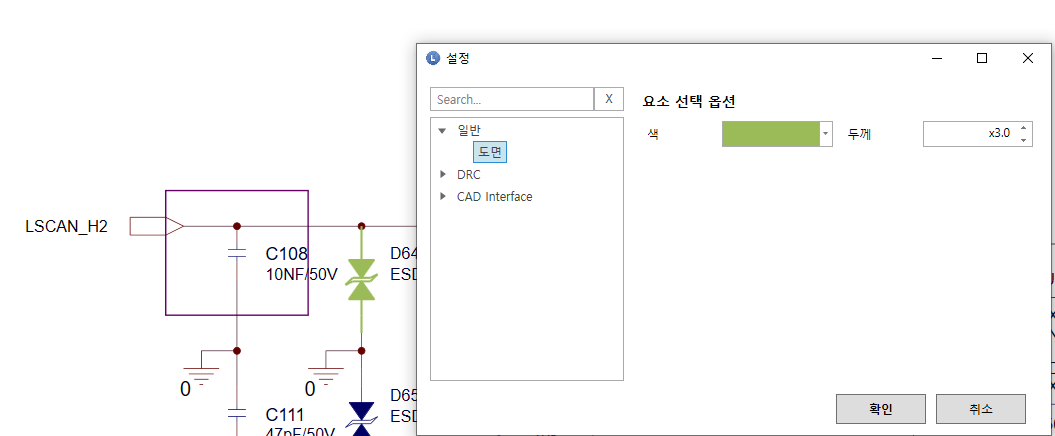 L 설정
Search... X
일반
도면
DRC
CAD Interface
요소 선택 옵션
색 두께 x3.0
확인 취소
LSCAN_H2
C108
10NF/50V
D64
ESD
0
0
C111
47pF/50V
D65
ESD